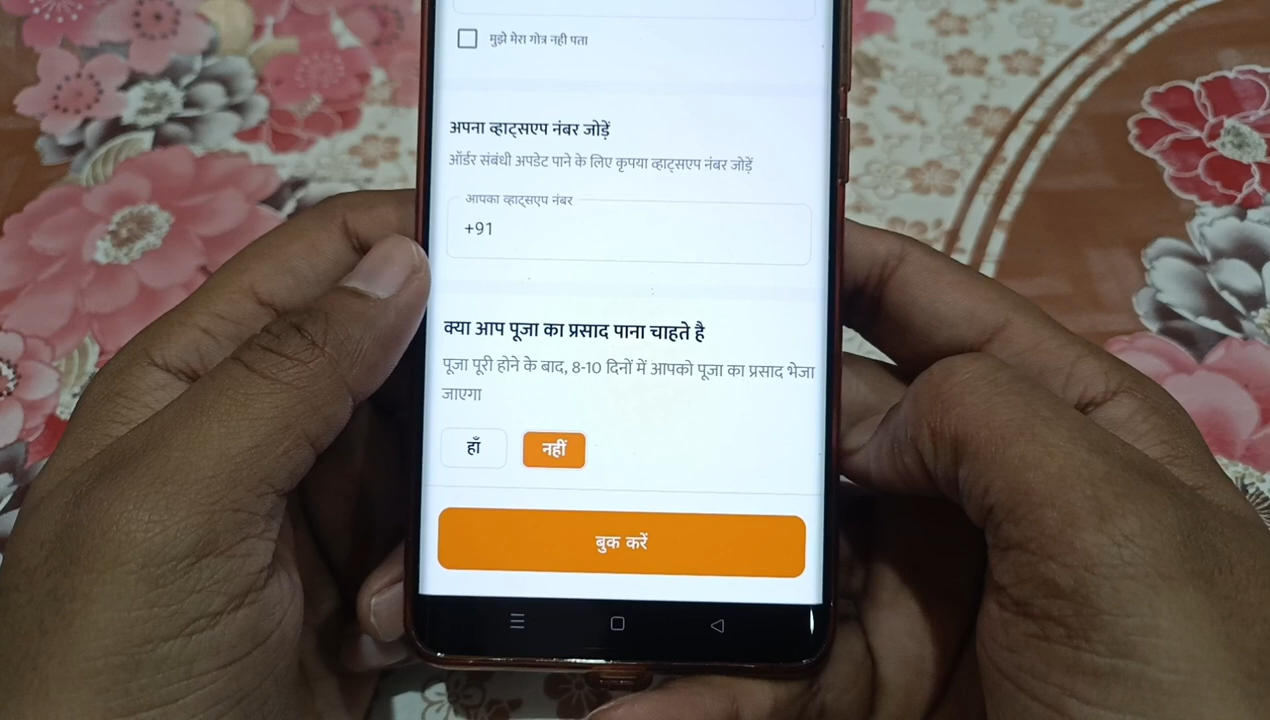 मुझे मेरा गोत्र नही पता
अपना व्हाट्सएप नंबर जोड़ें
ऑर्डर संबंधी अपडेट पाने के लिए कृपया व्हाट्सएप नंबर जोड़ें
आपका व्हाट्सएप नंबर
+91
क्या आप पूजा का प्रसाद पाना चाहते है
पूजा पूरी होने के बाद, 8-10 दिनों में आपको पूजा का प्रसाद भेजा
जाएगा
हाँ नहीं
बुक करें